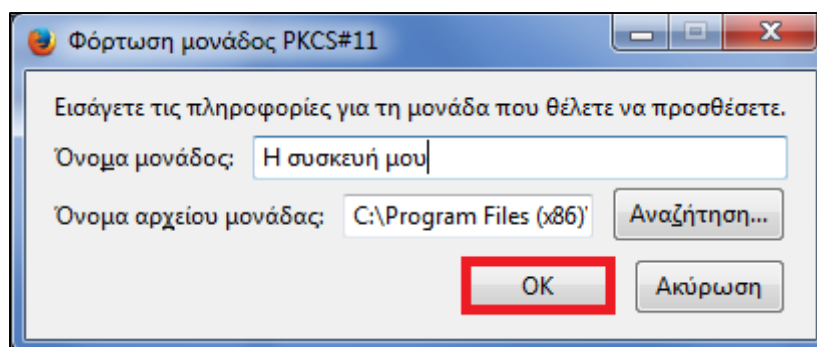 Φόρτωση μονάδος PKCS#11
Εισάγετε τις πληροφορίες για τη μονάδα που θέλετε να προσθέσετε.
Όνομα μονάδος: Η συσκευή μου
Όνομα αρχείου μονάδας: C:\Program Files (x86)\ Αναζήτηση...
OK Ακύρωση